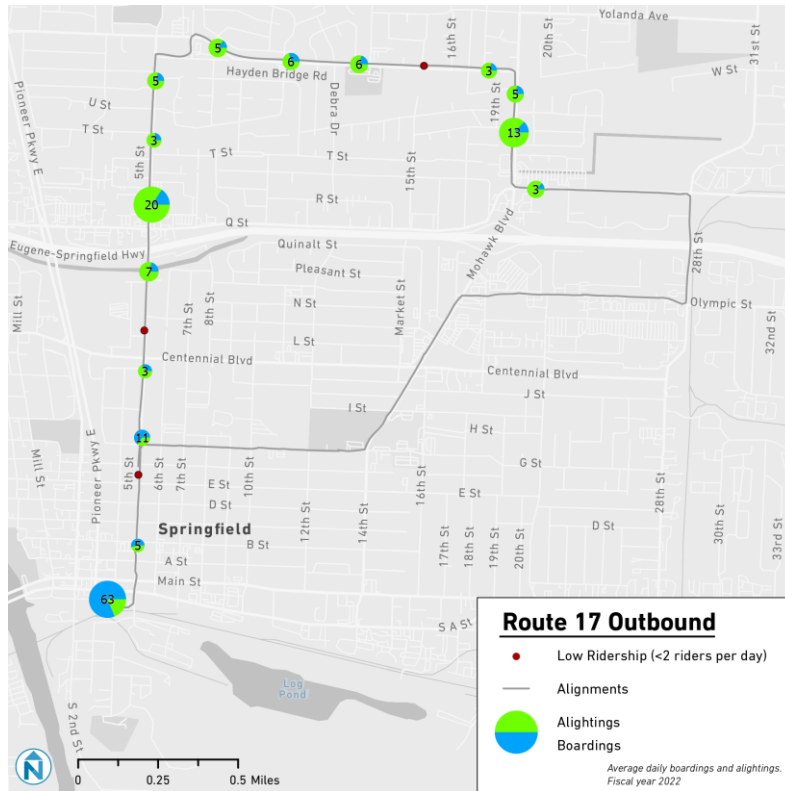 Yolanda Ave
16th St
20th St
31st St
5
6
6
3
W St
Hayden Bridge Rd
5
19th St
5
Pioneer Pkwy E
U St
Debra Dr
T St
13
3
5th St
T St
T St
15th St
3
R St
20
Q St
Quinalt St
Mohawk Blvd
28th St
Eugene-Springfield Hwy
7
Pleasant St
Mill St
7th St
8th St
N St
Market St
Olympic St
L St
32nd St
Centennial Blvd
3
Centennial Blvd
J St
I St
11
H St
Pioneer Pkwy E
Mill St
5th St
6th St
7th St
10th St
G St
16th St
28th St
E St
E St
D St
12th St
14th St
D St
Springfield
17th St
18th St
19th St
20th St
30th St
33rd St
5
B St
A St
Main St
63
S A St
Log
Pond
S 2nd St
N
0 0.25 0.5 Miles
Route 17 Outbound
Low Ridership (<2 riders per day)
Alignments
Alightings
Boardings
Average daily boardings and alightings.
Fiscal year 2022